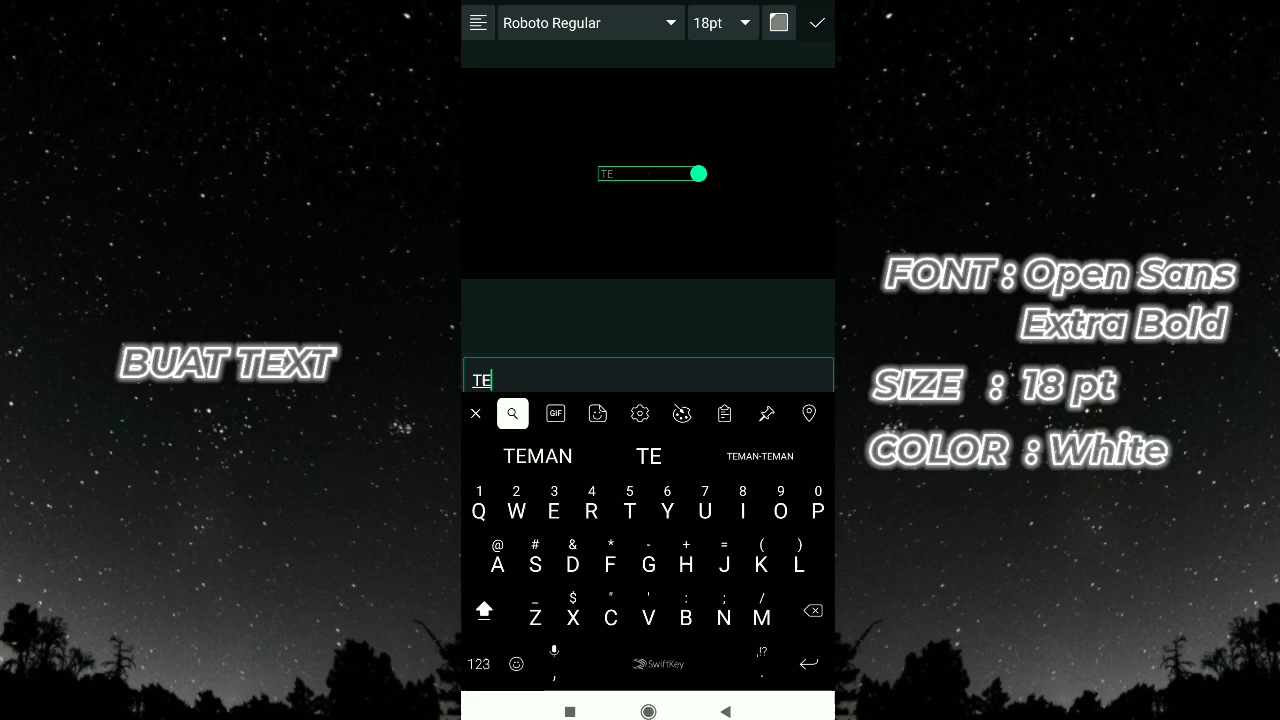 Roboto Regular 18pt
TE
BUAT TEXT
FONT : Open Sans
Extra Bold
SIZE : 18 pt
COLOR : White
TE
GIF
TEMAN TE TEMAN-TEMAN
1 2 3 4 5 6 7 8 9 0
Q W E R T Y U I O P
@ # & * - + = ( )
A S D F G H J K L
_ $ " ' : ; /
Z X C V B N M
,!?
123 , SwiftKey .